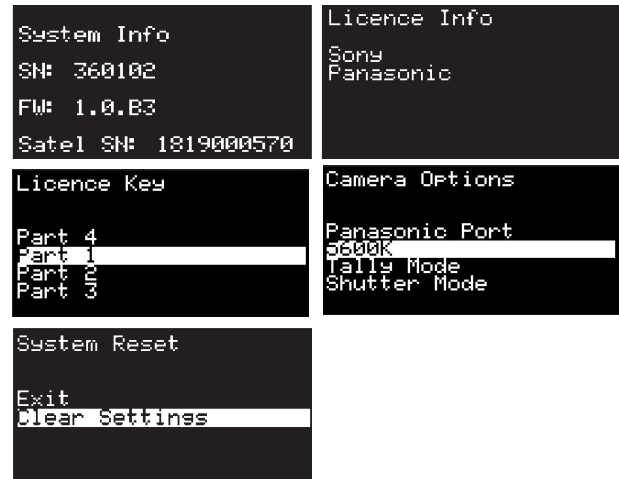 System Info
SN: 360102
FW: 1.0.B3
Satel SN: 1819000570
Licence Info
Sony
Panasonic
Licence Key
Part 4
Part 1
Part 2
Part 3
Camera Options
Panasonic Port
5600K
Tally Mode
Shutter Mode
System Reset
Exit
Clear Settings